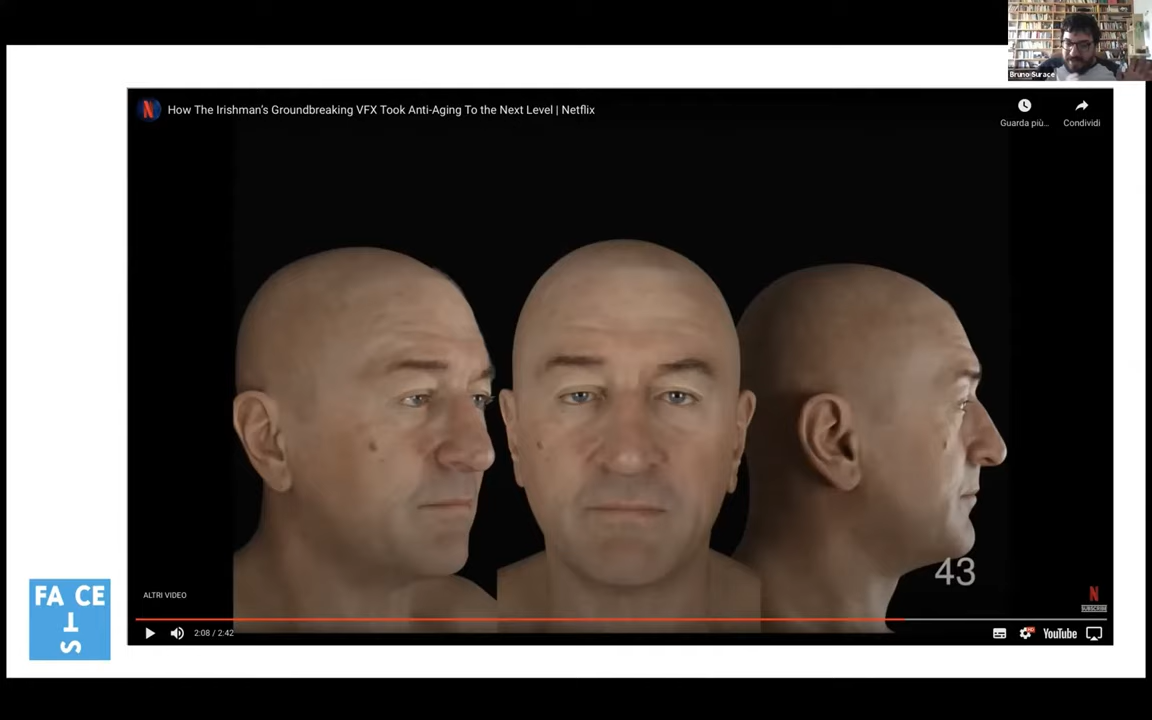 Bruno Surace
How The Irishman's Groundbreaking VFX Took Anti-Aging To the Next Level | Netflix
Guarda più...
Condividi
43
ALTRI VIDEO
N
SUBSCRIBE
2:08 / 2:42
YouTube
FA CE
T
S